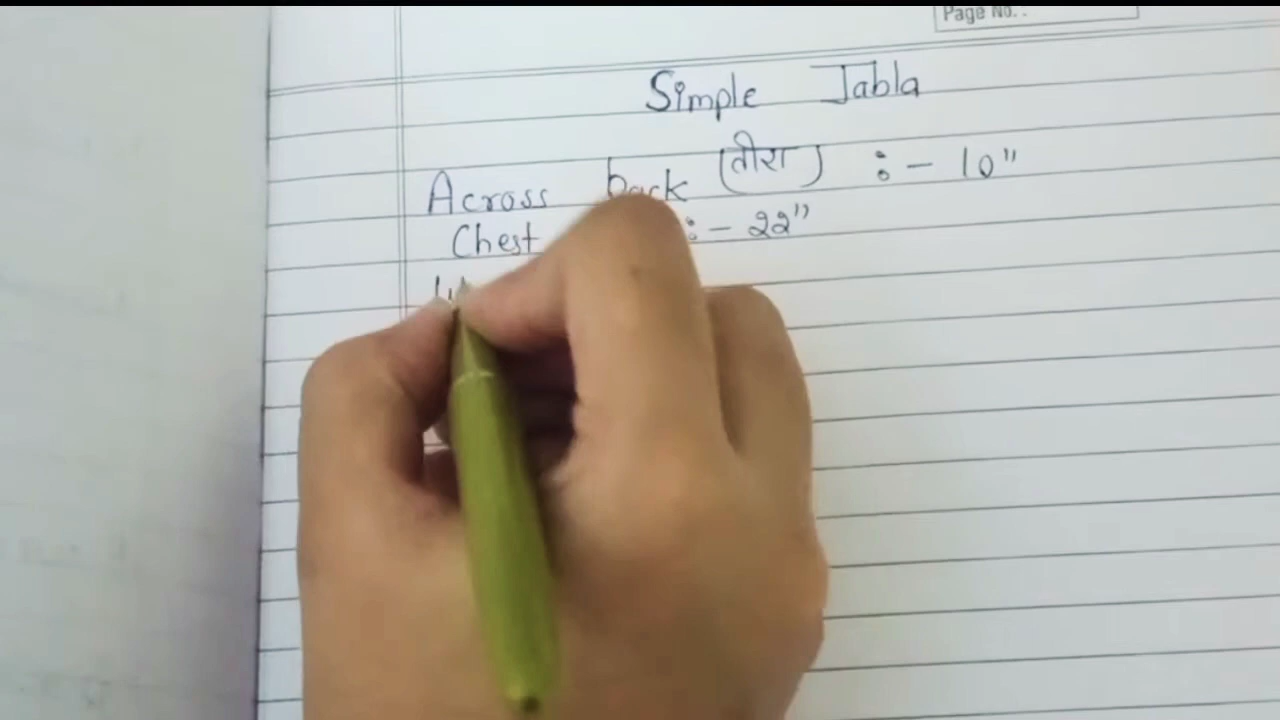 Page No. :
Simple Jabla
Across back (तीरा) :- 10"
Chest :- 22"